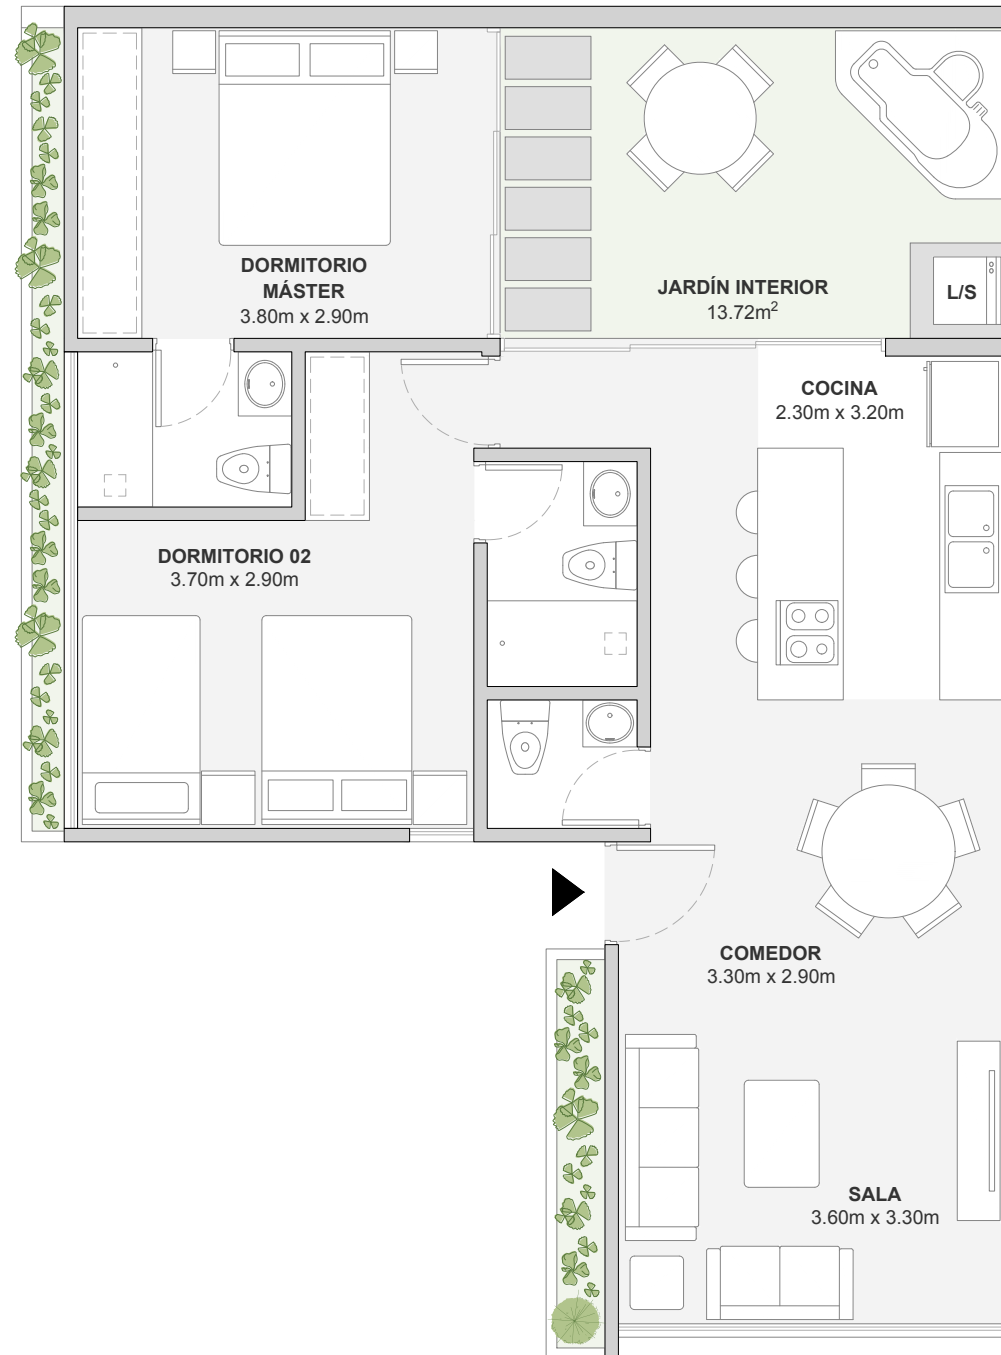 DORMITORIO
MÁSTER
3.80m x 2.90m
JARDÍN INTERIOR
13.72m²
L/S
COCINA
2.30m x 3.20m
DORMITORIO 02
3.70m x 2.90m
COMEDOR
3.30m x 2.90m
SALA
3.60m x 3.30m